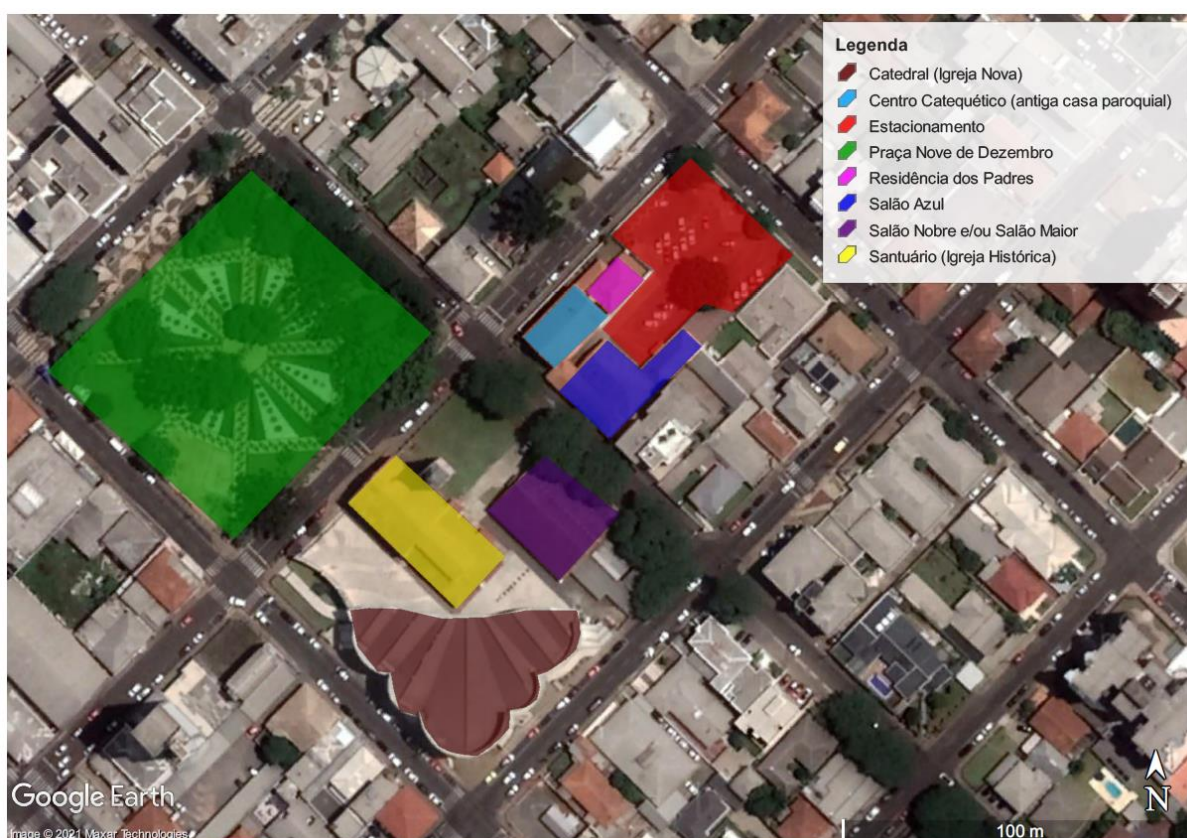 Legenda
Catedral (Igreja Nova)
Centro Catequético (antiga casa paroquial)
Estacionamento
Praça Nove de Dezembro
Residência dos Padres
Salão Azul
Salão Nobre e/ou Salão Maior
Santuário (Igreja Histórica)
Google Earth
N
Image © 2021 Maxar Technologies
100 m